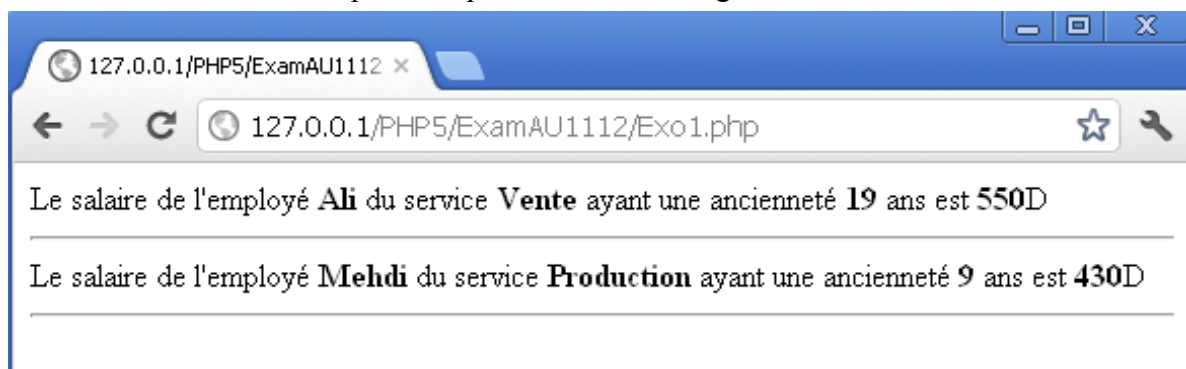 127.0.0.1/PHP5/ExamAU1112
127.0.0.1/PHP5/ExamAU1112/Exo1.php
Le salaire de l'employé Ali du service Vente ayant une ancienneté 19 ans est 550D
Le salaire de l'employé Mehdi du service Production ayant une ancienneté 9 ans est 430D